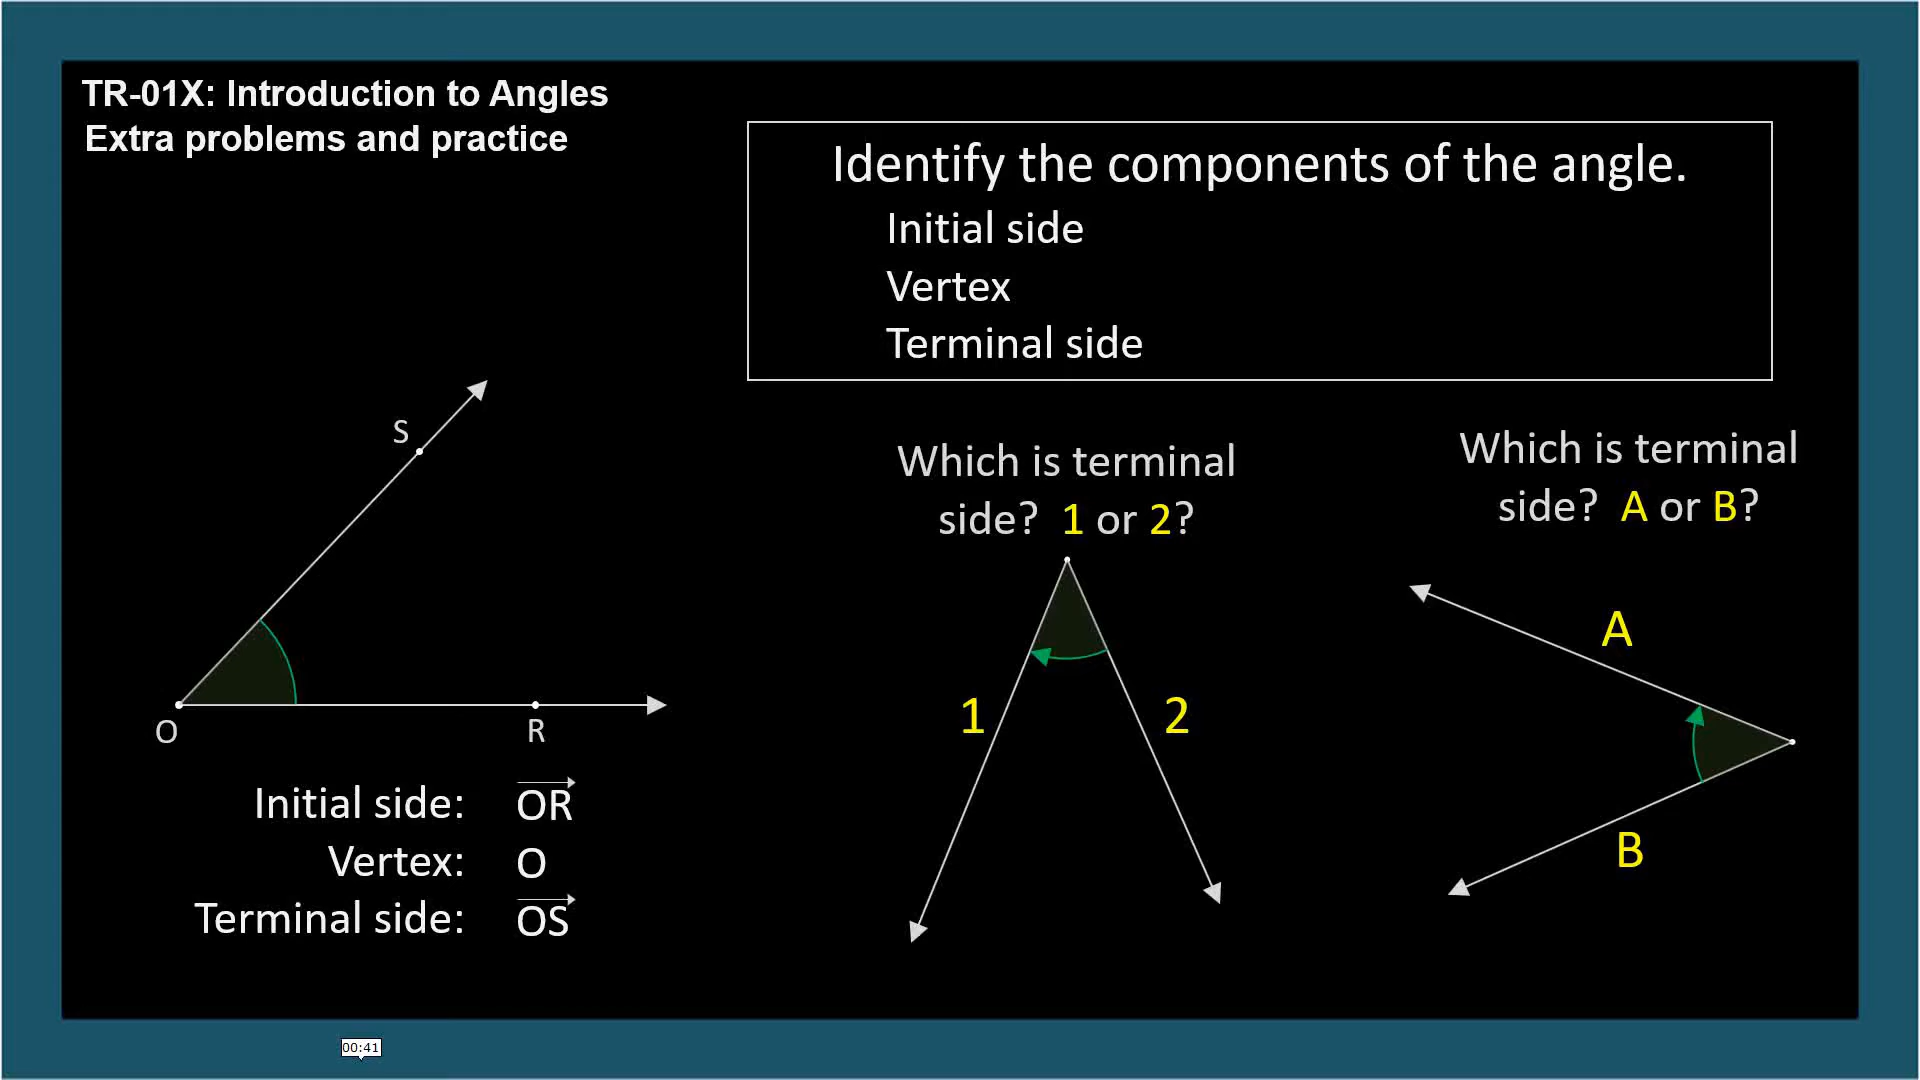 TR-01X: Introduction to Angles
Extra problems and practice
Identify the components of the angle.
Initial side
Vertex
Terminal side
S
O
R
Initial side: OR
Vertex: O
Terminal side: OS
Which is terminal
side? 1 or 2?
1
2
Which is terminal
side? A or B?
A
B
00:41